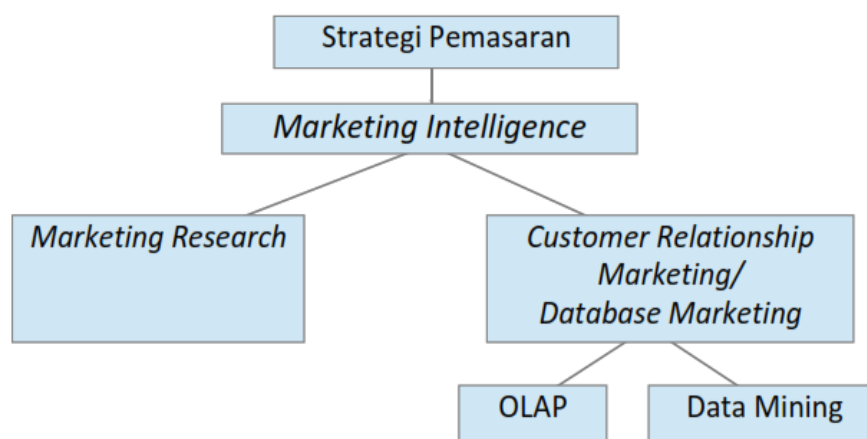 Strategi Pemasaran
Marketing Intelligence
Marketing Research
Customer Relationship
Marketing/
Database Marketing
OLAP
Data Mining